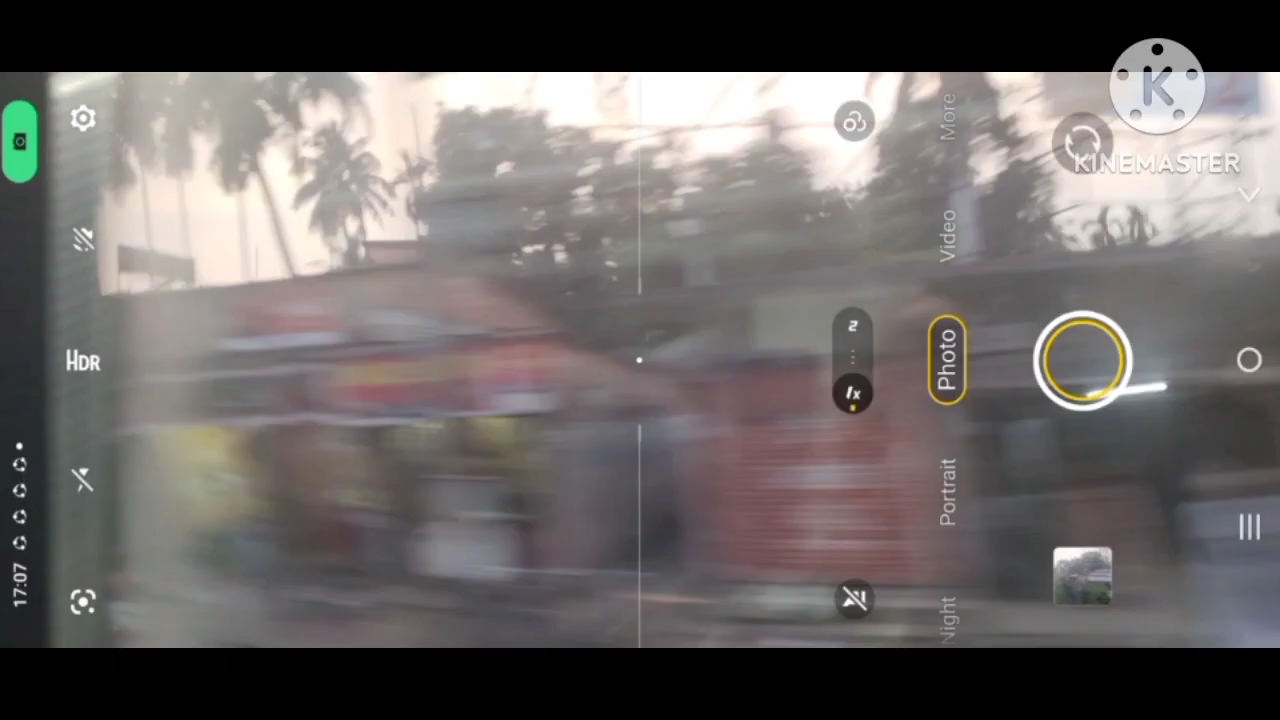 K
KINEMASTER
17:07
HDR
2
1x
More
Video
Photo
Portrait
Night